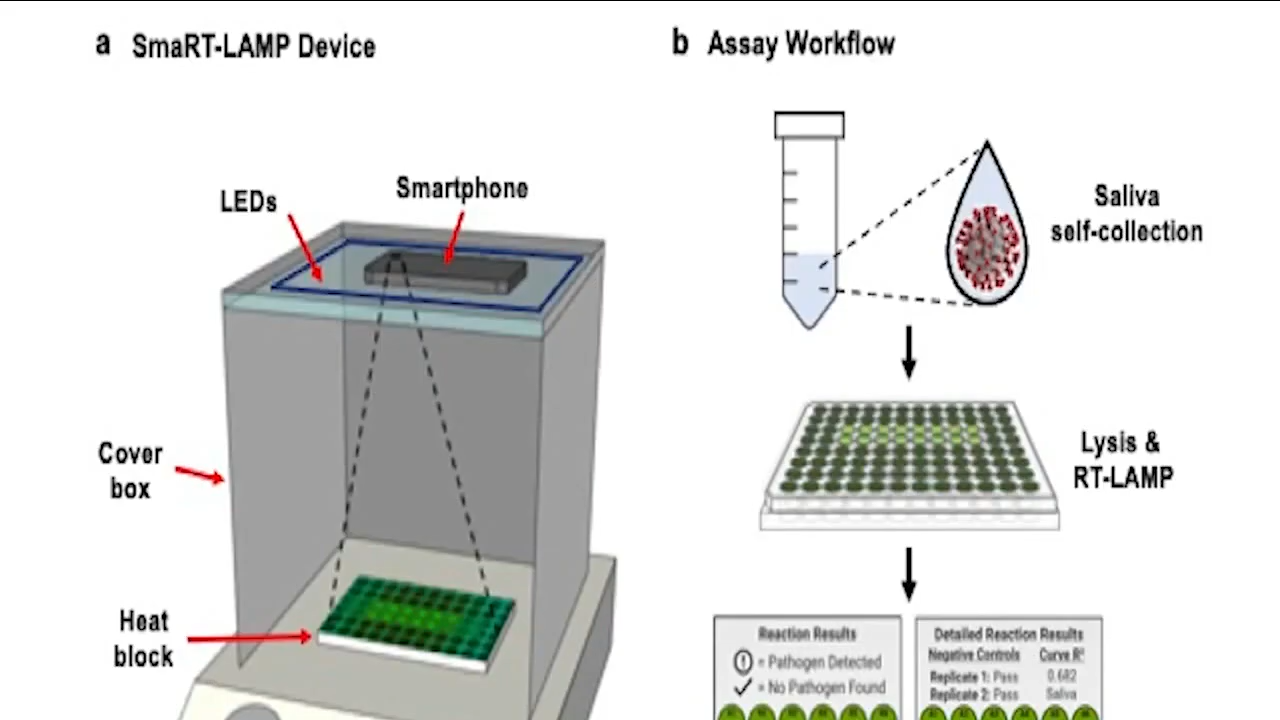 a SmaRT-LAMP Device
LEDs
Smartphone
Cover
box
Heat
block
b Assay Workflow
Saliva
self-collection
Lysis &
RT-LAMP
Reaction Results
! = Pathogen Detected
✓ = No Pathogen Found
Detailed Reaction Results
Negative Controls Curve R²
Replicate 1: Pass 0.682
Replicate 2: Pass Saliva